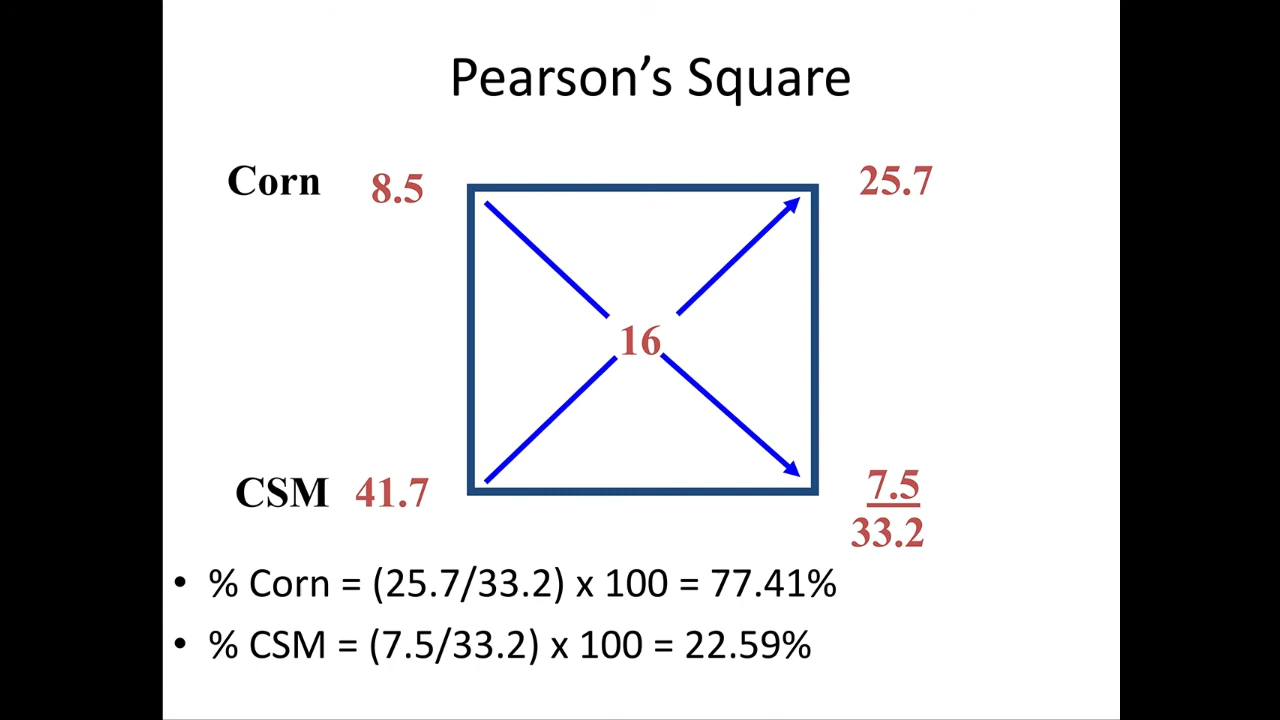 Pearson’s Square
Corn 8.5 25.7
16
CSM 41.7 7.5
33.2
• % Corn = (25.7/33.2) x 100 = 77.41%
• % CSM = (7.5/33.2) x 100 = 22.59%